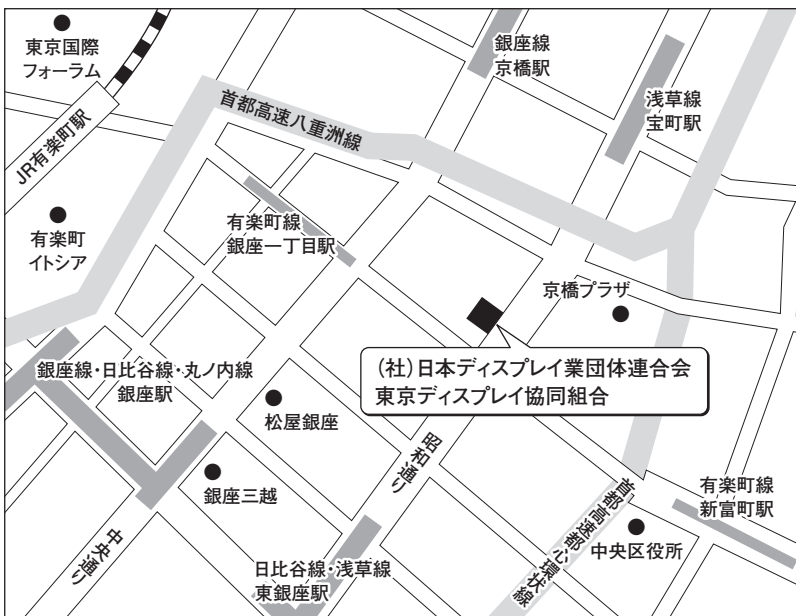 東京国際
フォーラム
銀座線
京橋駅
浅草線
宝町駅
首都高速八重洲線
JR有楽町駅
有楽町
イトシア
有楽町線
銀座一丁目駅
京橋プラザ
(社)日本ディスプレイ業団体連合会
東京ディスプレイ協同組合
銀座線・日比谷線・丸ノ内線
銀座駅
松屋銀座
昭和通り
銀座三越
有楽町線
新富町駅
首都高速都心環状線
中央区役所
中央通り
日比谷線・浅草線
東銀座駅